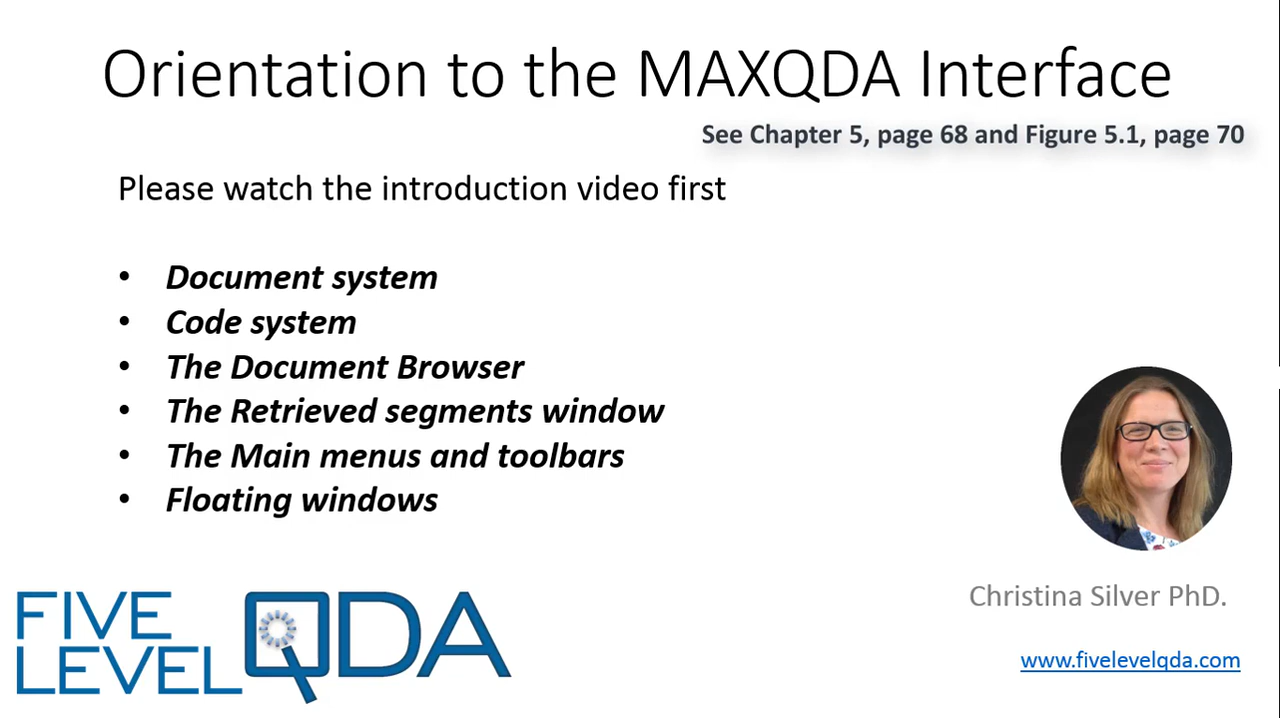 Orientation to the MAXQDA Interface
See Chapter 5, page 68 and Figure 5.1, page 70
Please watch the introduction video first
• Document system
• Code system
• The Document Browser
• The Retrieved segments window
• The Main menus and toolbars
• Floating windows
Christina Silver PhD.
www.fivelevelqda.com
FIVE
LEVEL
QDA